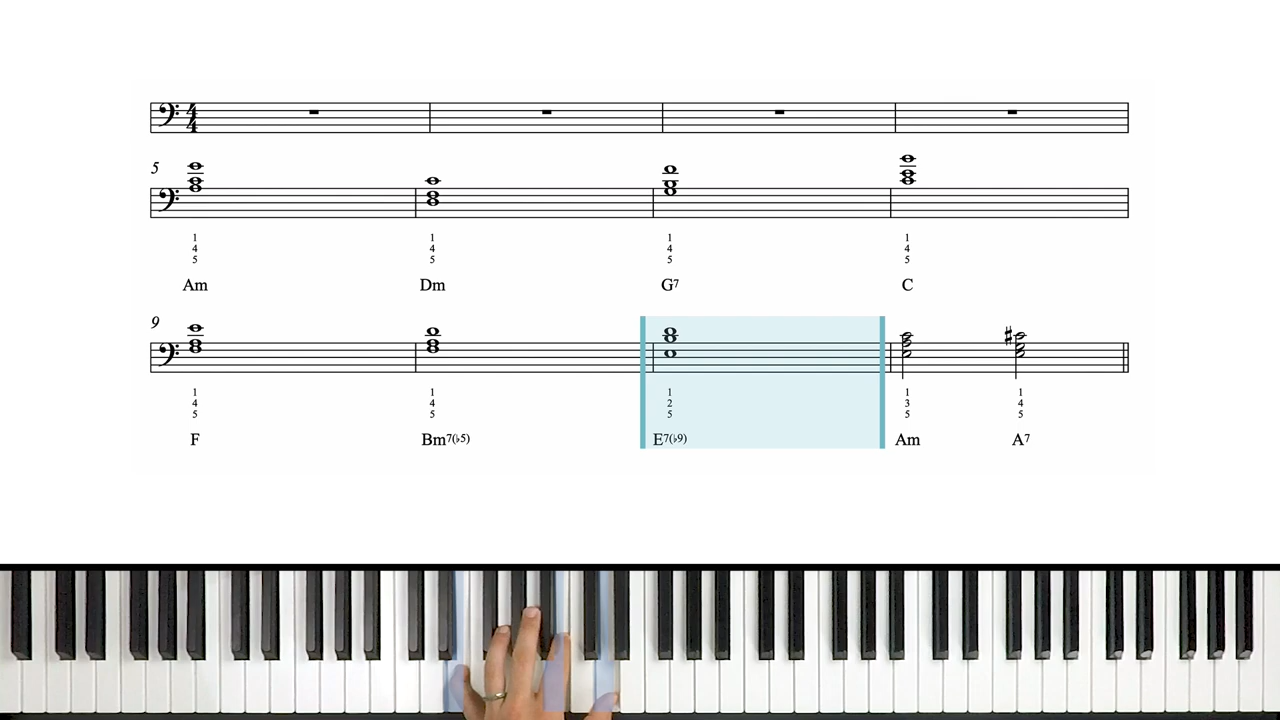 4
4
5
1 1 1 1
4 4 4 4
5 5 5 5
Am Dm G7 C
9
1 1 1 1 1
4 4 2 3 4
5 5 5 5 5
F Bm7(♭5) E7(♭9) Am A7